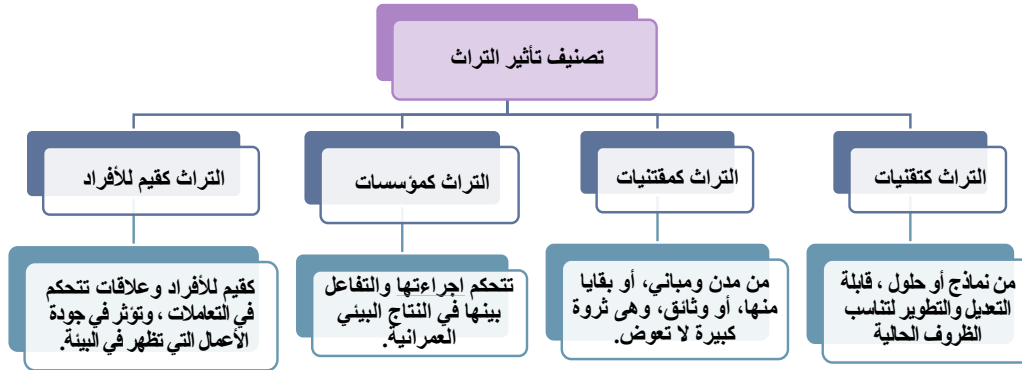 تصنيف تأثير التراث
التراث كتقنيات
التراث كمقتنيات
التراث كمؤسسات
التراث كقيم للأفراد
من نماذج أو حلول ، قابلة
التعديل والتطوير لتناسب
الظروف الحالية
من مدن ومباني، أو بقايا
منها، أو وثائق، وهى ثروة
كبيرة لا تعوض.
تتحكم اجراءتها والتفاعل
بينها في النتاج البيئي
العمرانية.
كقيم للأفراد وعلاقات تتحكم
في التعاملات ، وتؤثر في جودة
الأعمال التي تظهر في البيئة.